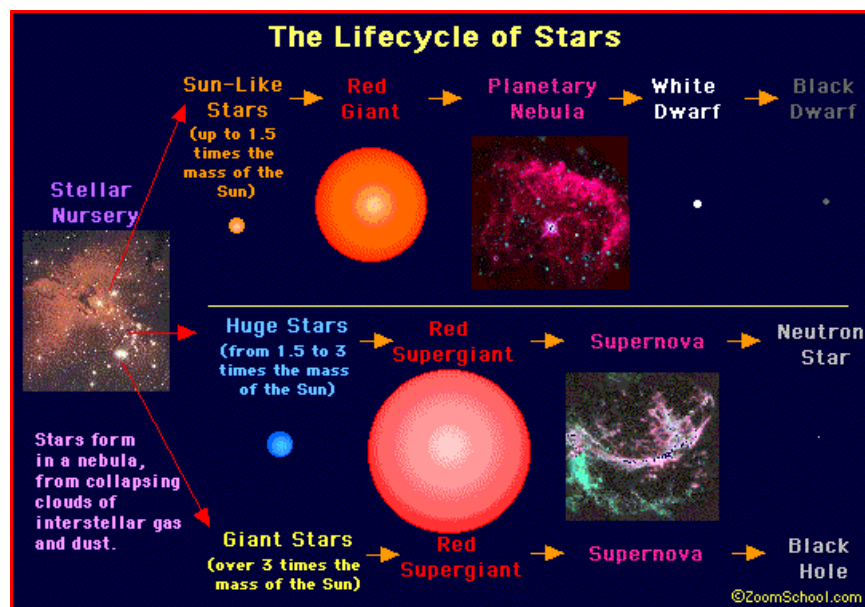 The Lifecycle of Stars
Sun-Like
Stars
(up to 1.5
times the
mass of the
Sun)
Red
Giant
Planetary
Nebula
White
Dwarf
Black
Dwarf
Stellar
Nursery
Huge Stars
(from 1.5 to 3
times the mass
of the Sun)
Red
Supergiant
Supernova
Neutron
Star
Stars form
in a nebula,
from collapsing
clouds of
interstellar gas
and dust.
Giant Stars
(over 3 times the
mass of the Sun)
Red
Supergiant
Supernova
Black
Hole
©ZoomSchool.com